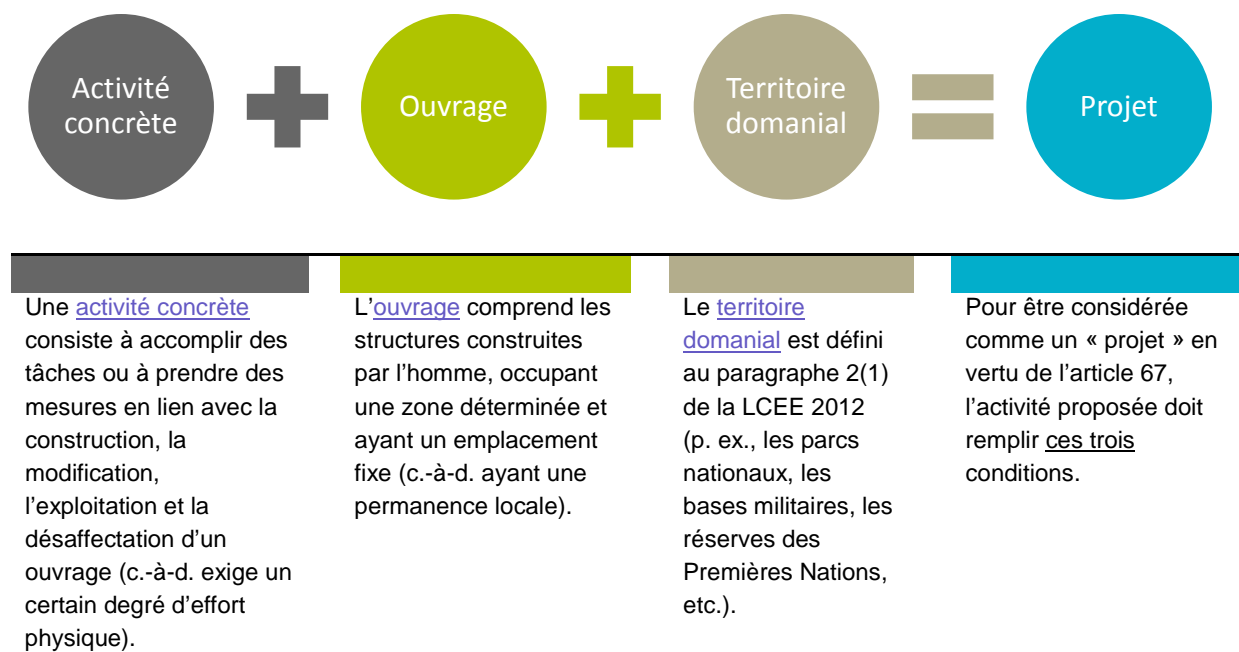 Activité
concrète
Ouvrage
Territoire
domanial
Projet
Une activité concrète
consiste à accomplir des
tâches ou à prendre des
mesures en lien avec la
construction, la
modification,
l’exploitation et la
désaffectation d’un
ouvrage (c.-à-d. exige un
certain degré d’effort
physique).
L’ouvrage comprend les
structures construites
par l’homme, occupant
une zone déterminée et
ayant un emplacement
fixe (c.-à-d. ayant une
permanence locale).
Le territoire
domanial est défini
au paragraphe 2(1)
de la LCEE 2012
(p. ex., les parcs
nationaux, les
bases militaires, les
réserves des
Premières Nations,
etc.).
Pour être considérée
comme un « projet » en
vertu de l’article 67,
l’activité proposée doit
remplir ces trois
conditions.